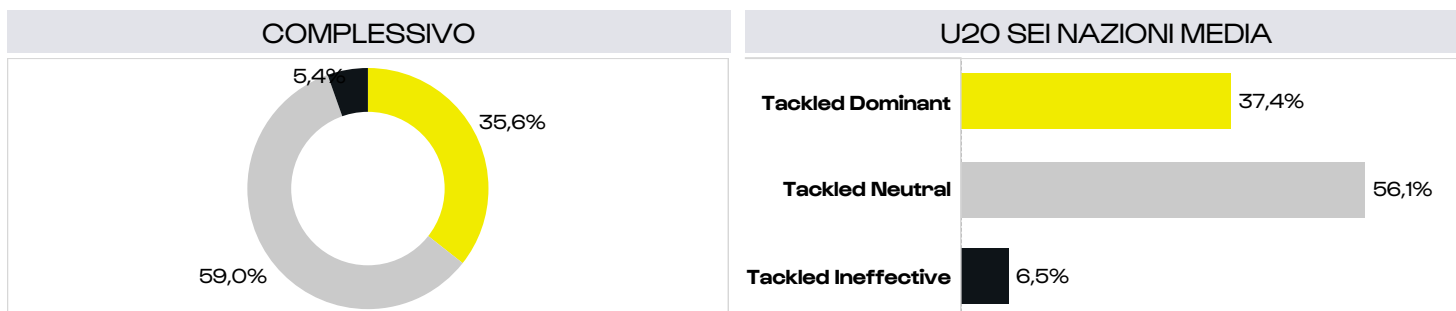 COMPLESSIVO
5,4%
35,6%
59,0%
U20 SEI NAZIONI MEDIA
Tackled Dominant 37,4%
Tackled Neutral 56,1%
Tackled Ineffective 6,5%